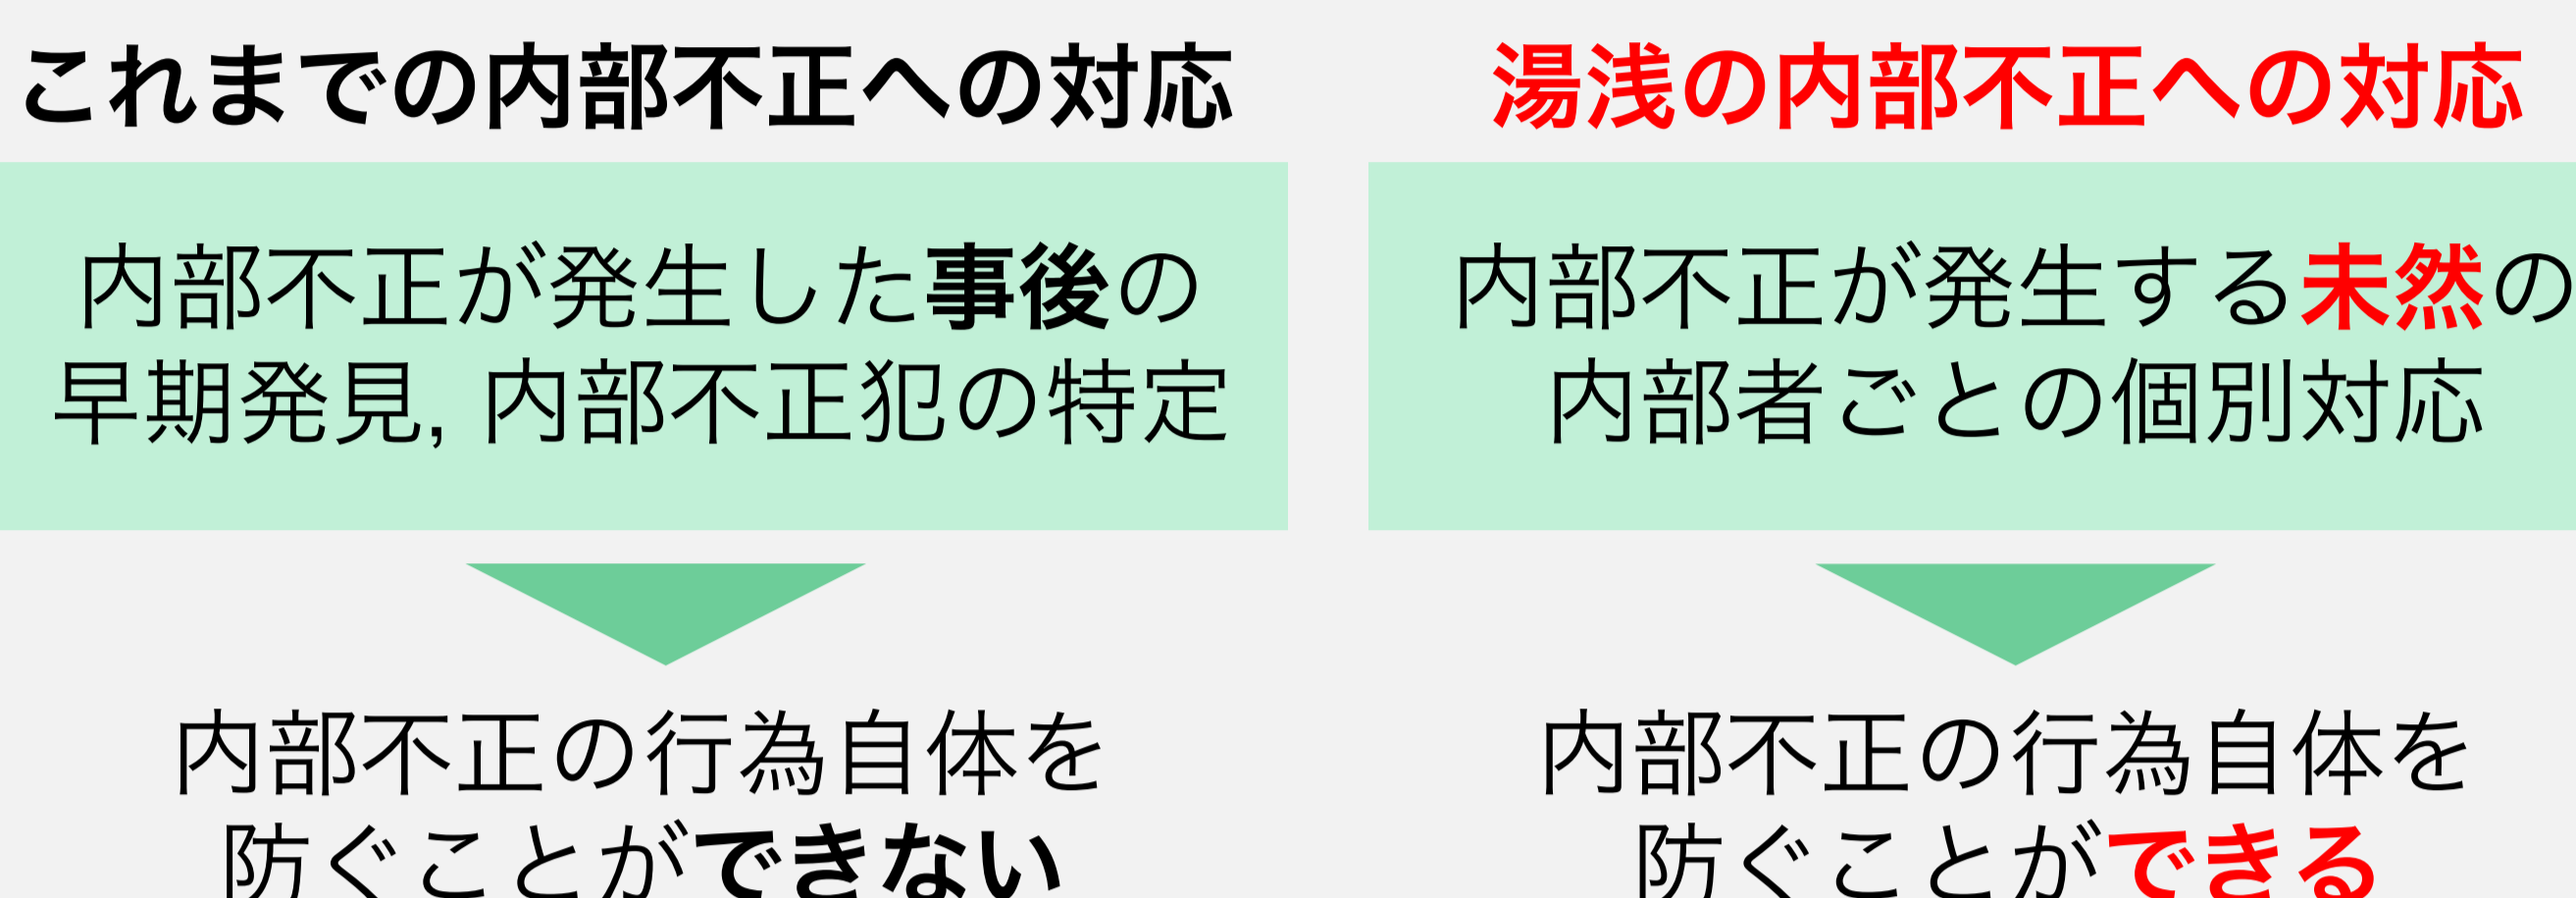 これまでの内部不正への対応
内部不正が発生した事後の
早期発見, 内部不正犯の特定
内部不正の行為自体を
防ぐことができない
湯浅の内部不正への対応
内部不正が発生する未然の
内部者ごとの個別対応
内部不正の行為自体を
防ぐことができる